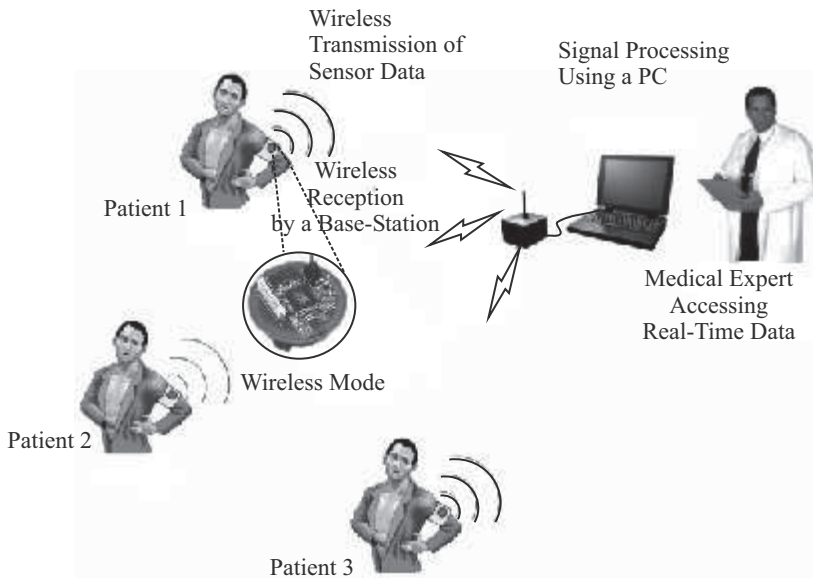 Wireless
Transmission of
Sensor Data
Signal Processing
Using a PC
Patient 1
Wireless
Reception
by a Base-Station
Medical Expert
Accessing
Real-Time Data
Wireless Mode
Patient 2
Patient 3